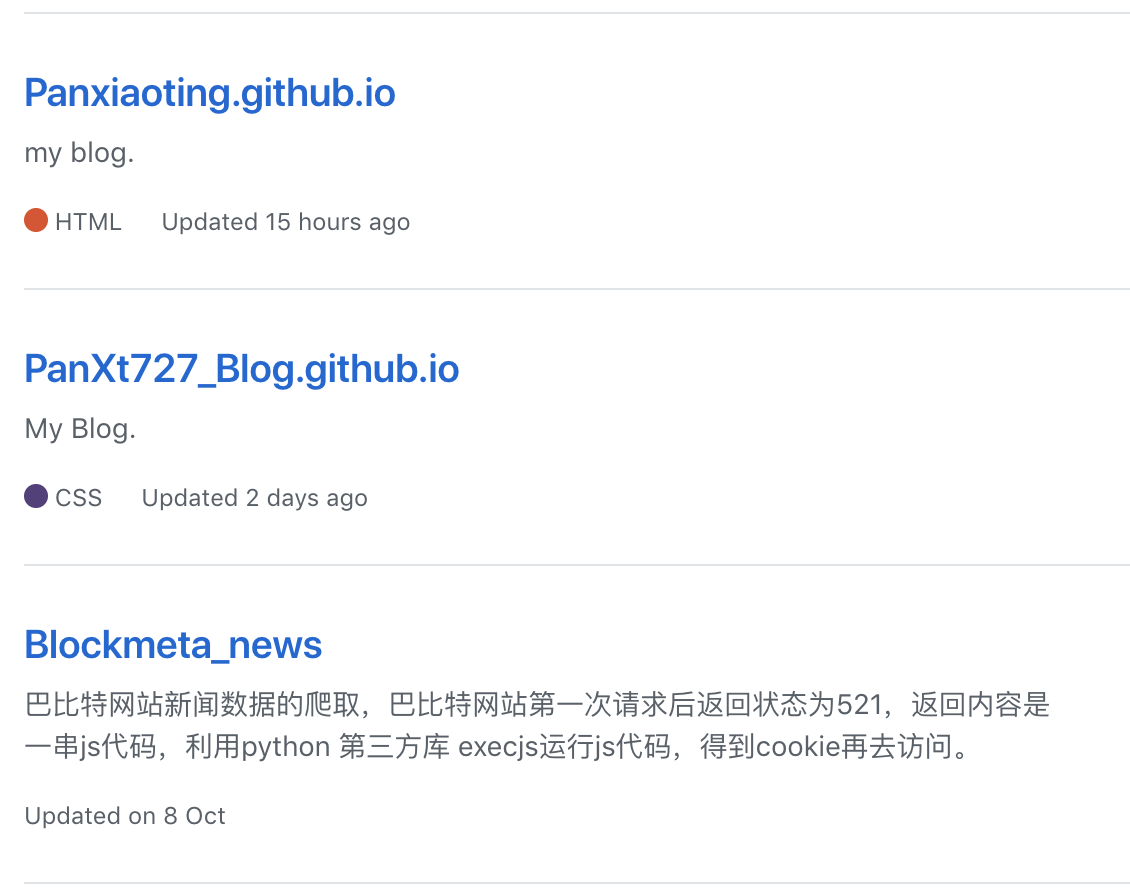 Panxiaoting.github.io
my blog.
HTML Updated 15 hours ago
PanXt727_Blog.github.io
My Blog.
CSS Updated 2 days ago
Blockmeta_news
巴比特网站新闻数据的爬取，巴比特网站第一次请求后返回状态为521，返回内容是
一串js代码，利用python 第三方库 execjs运行js代码，得到cookie再去访问。
Updated on 8 Oct